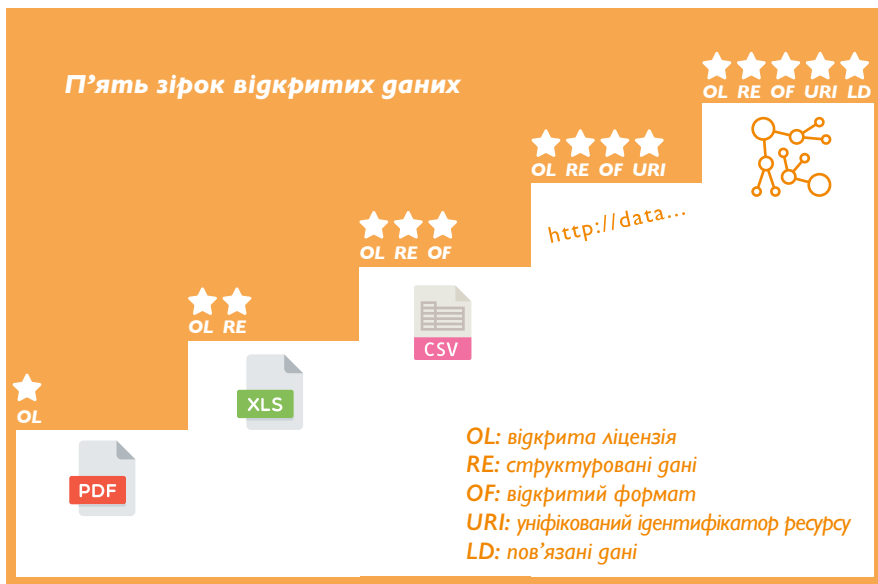 П'ять зірок відкритих даних
OL RE OF URI LD
OL RE OF URI
http://data...
OL RE OF
CSV
OL RE
XLS
OL
PDF
OL: відкрита ліцензія
RE: структуровані дані
OF: відкритий формат
URI: уніфікований ідентифікатор ресурсу
LD: пов'язані дані